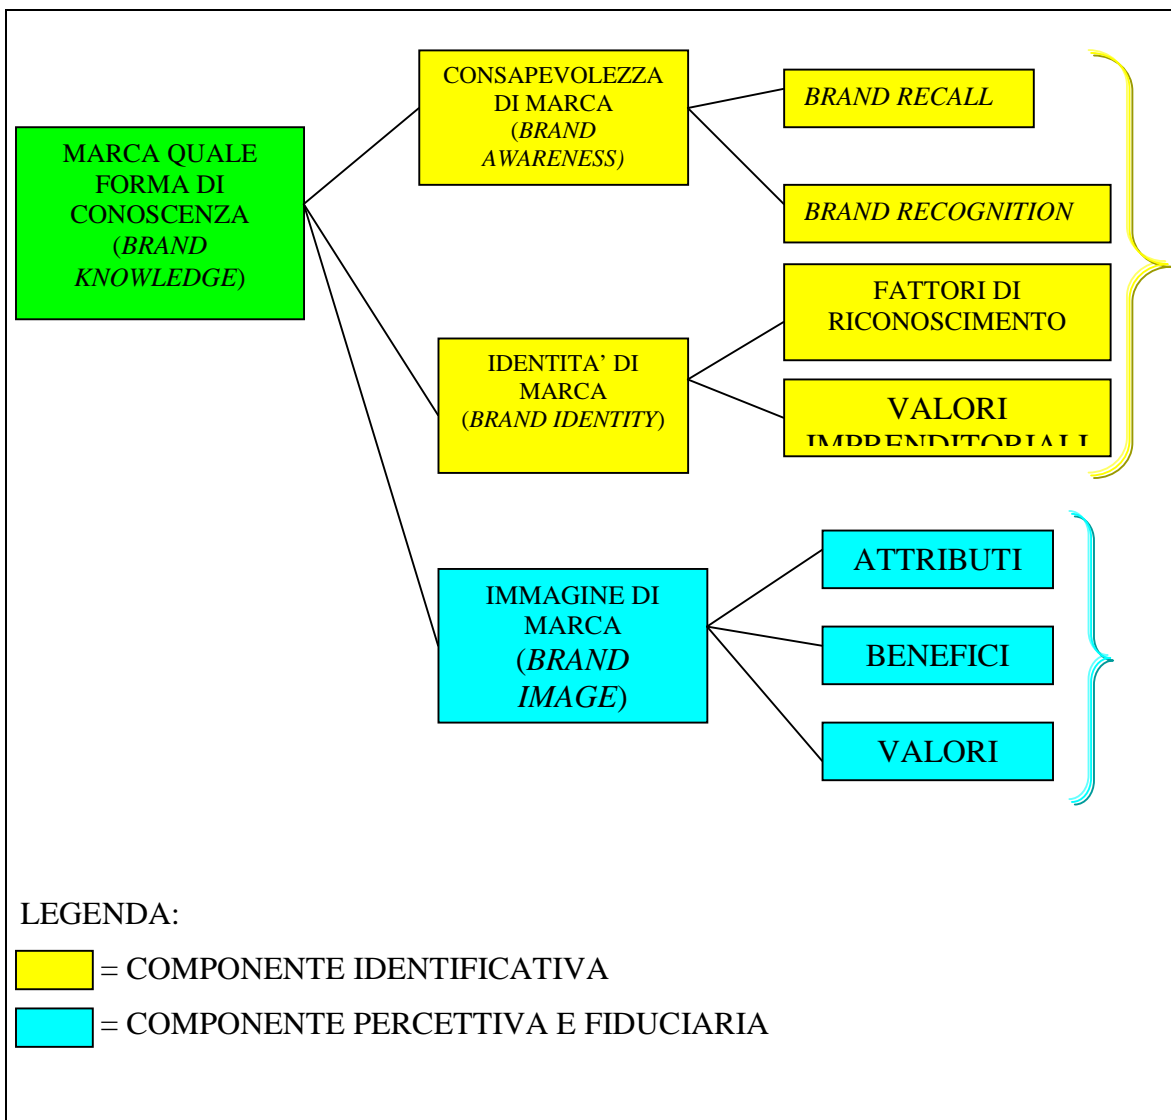 MARCA QUALE
FORMA DI
CONOSCENZA
(BRAND
KNOWLEDGE)
CONSAPEVOLEZZA
DI MARCA
(BRAND
AWARENESS)
BRAND RECALL
BRAND RECOGNITION
IDENTITA’ DI
MARCA
(BRAND IDENTITY)
FATTORI DI
RICONOSCIMENTO
VALORI
IMPRENDITORIALI
IMMAGINE DI
MARCA
(BRAND
IMAGE)
ATTRIBUTI
BENEFICI
VALORI
LEGENDA:
= COMPONENTE IDENTIFICATIVA
= COMPONENTE PERCETTIVA E FIDUCIARIA